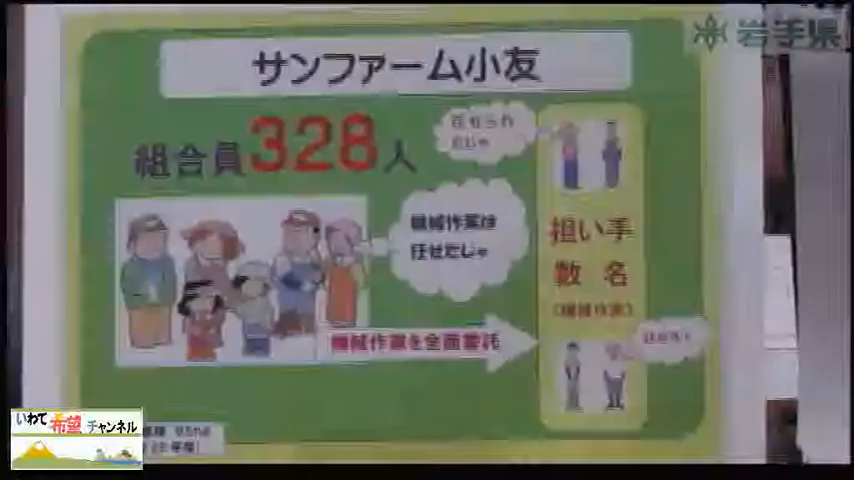 岩手県
サンファーム小友
組合員328人
任せられ
たじゃ
機械作業は
任せたじゃ
担い手
数名
(機械作業)
機械作業を全面委託
いわて希望チャンネル